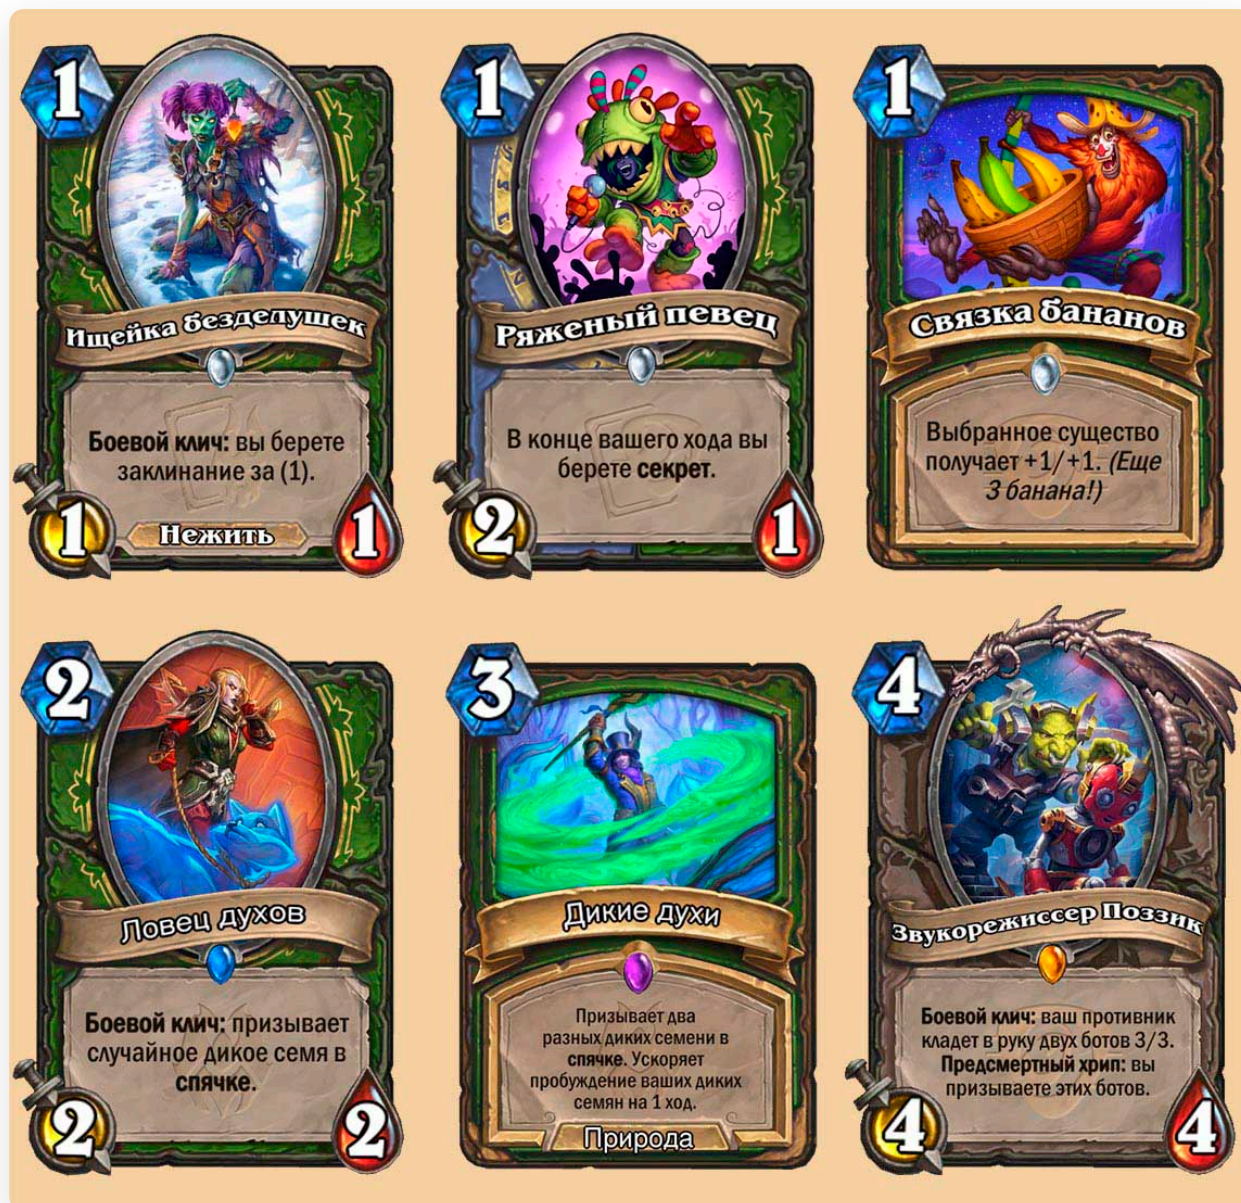 1
Ищейка безделушек
Боевой клич: вы берете
заклинание за (1).
1
Нежить
1
1
Ряженый певец
В конце вашего хода вы
берете секрет.
2
1
1
Связка бананов
Выбранное существо
получает +1/+1. (Еще
3 банана!)
2
Ловец духов
Боевой клич: призывает
случайное дикое семя в
спячке.
2
2
3
Дикие духи
Призывает два
разных диких семени в
спячке. Ускоряет
пробуждение ваших диких
семян на 1 ход.
Природа
4
Звукорежиссер Поззик
Боевой клич: ваш противник
кладет в руку двух ботов 3/3.
Предсмертный хрип: вы
призываете этих ботов.
4
4